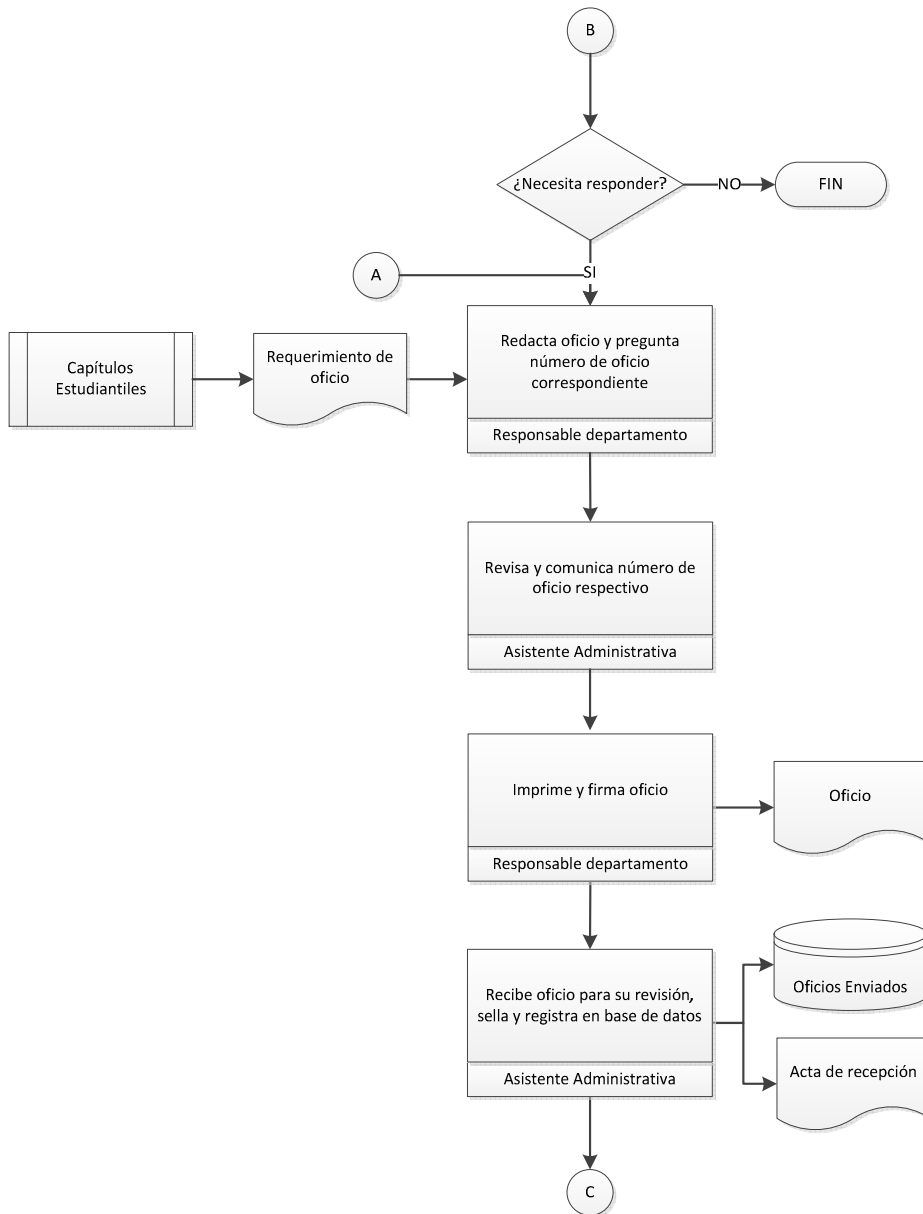 B
¿Necesita responder?
NO
FIN
A
SI
Capítulos
Estudiantiles
Requerimiento de
oficio
Redacta oficio y pregunta
número de oficio
correspondiente
Responsable departamento
Revisa y comunica número de
oficio respectivo
Asistente Administrativa
Imprime y firma oficio
Responsable departamento
Oficio
Recibe oficio para su revisión,
sella y registra en base de datos
Asistente Administrativa
Oficios Enviados
Acta de recepción
C